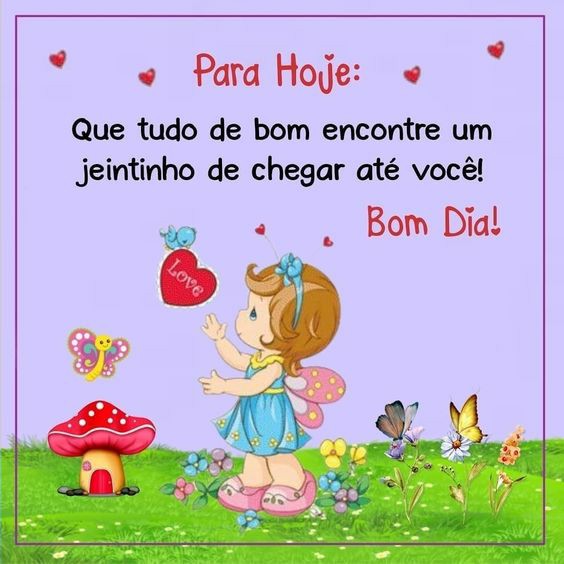 Para Hoje:
Que tudo de bom encontre um
jeintinho de chegar até você!
Bom Dia!
Love